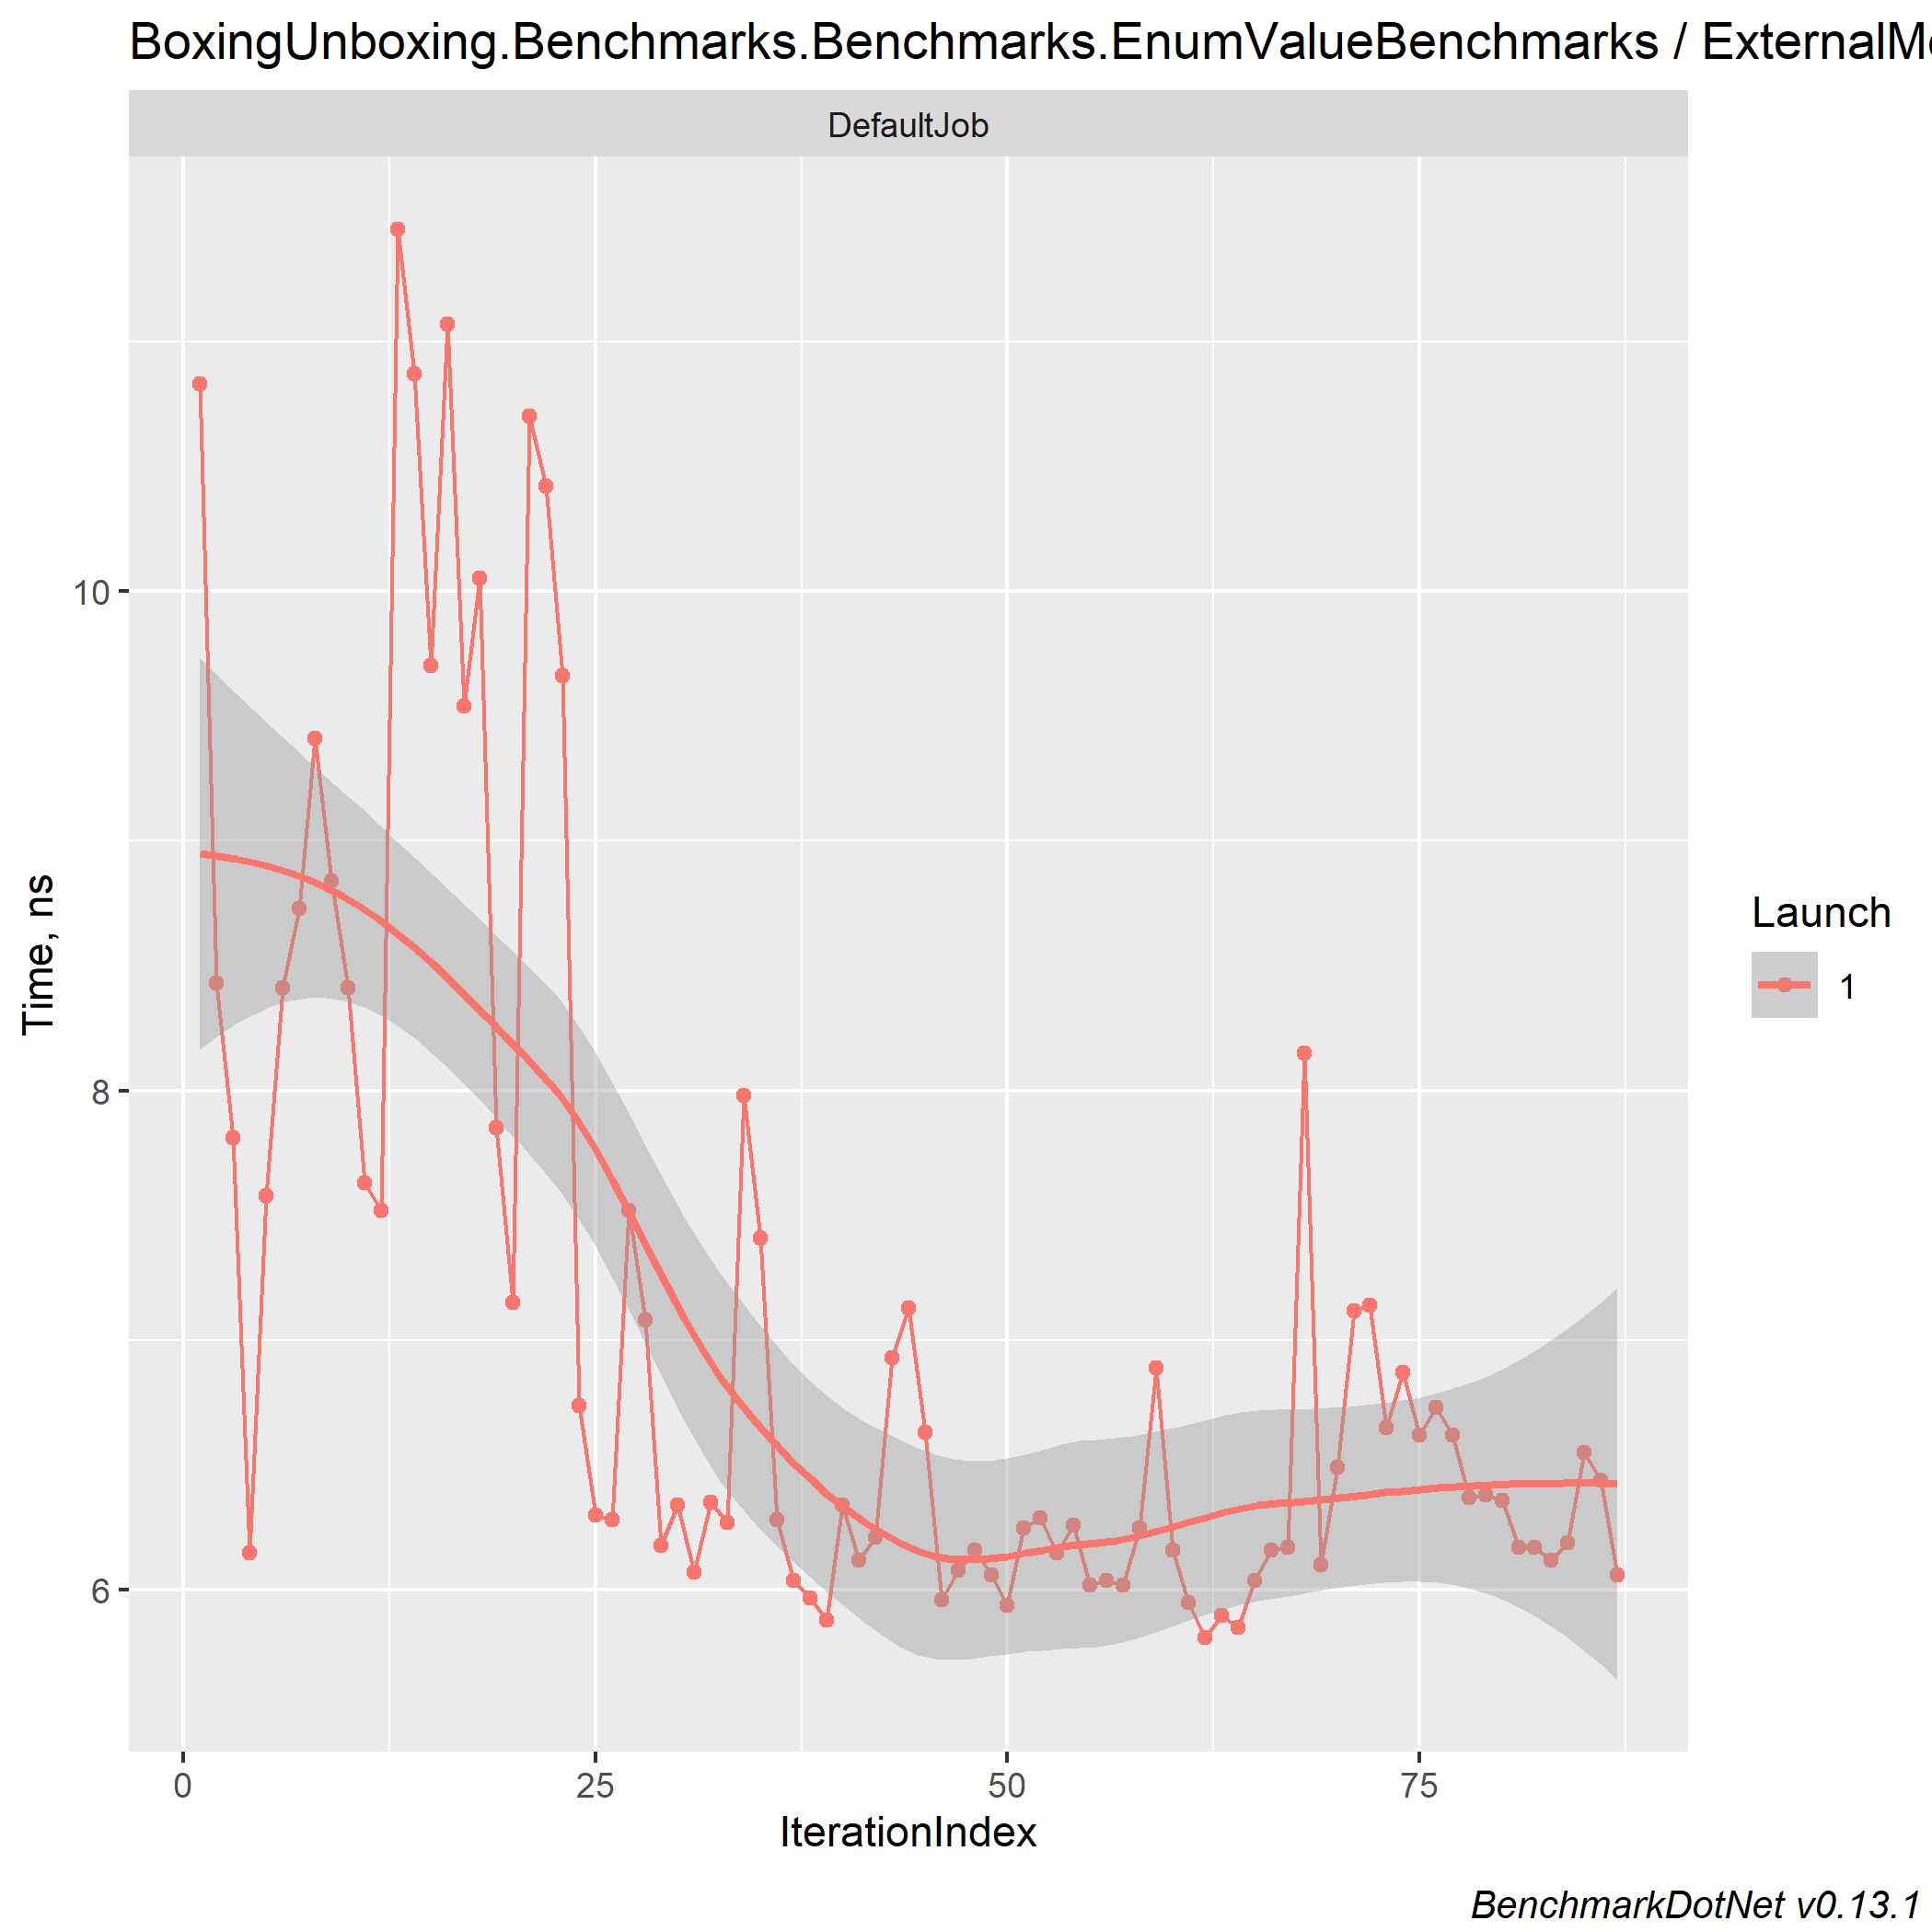 BoxingUnboxing.Benchmarks.Benchmarks.EnumValueBenchmarks / ExternalM
DefaultJob
Time, ns
10
8
6
0 25 50 75
IterationIndex
Launch
1
BenchmarkDotNet v0.13.1